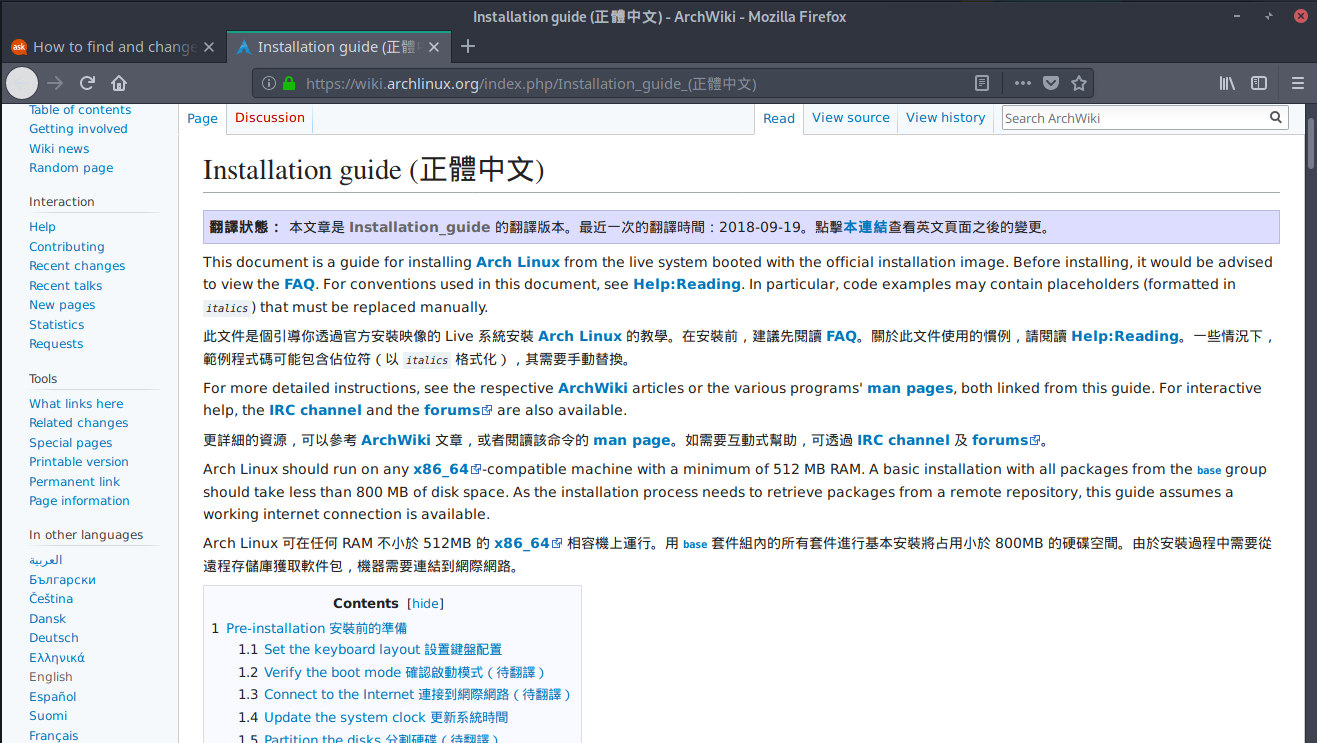 Installation guide (正體中文) - ArchWiki - Mozilla Firefox
ask How to find and change
Installation guide (正體
https://wiki.archlinux.org/index.php/Installation_guide_(正體中文)
Table of contents
Getting involved
Wiki news
Random page
Interaction
Help
Contributing
Recent changes
Recent talks
New pages
Statistics
Requests
Tools
What links here
Related changes
Special pages
Printable version
Permanent link
Page information
In other languages
العربية
Български
Čeština
Dansk
Deutsch
Ελληνικά
English
Español
Suomi
Français
Page Discussion Read View source View history Search ArchWiki
Installation guide (正體中文)
翻譯狀態： 本文章是 Installation_guide 的翻譯版本。最近一次的翻譯時間：2018-09-19。點擊本連結查看英文頁面之後的變更。
This document is a guide for installing Arch Linux from the live system booted with the official installation image. Before installing, it would be advised
to view the FAQ. For conventions used in this document, see Help:Reading. In particular, code examples may contain placeholders (formatted in
italics) that must be replaced manually.
此文件是個引導你透過官方安裝映像的 Live 系統安裝 Arch Linux 的教學。在安裝前，建議先閱讀 FAQ。關於此文件使用的慣例，請閱讀 Help:Reading。一些情況下，
範例程式碼可能包含佔位符（以 italics 格式化），其需要手動替換。
For more detailed instructions, see the respective ArchWiki articles or the various programs' man pages, both linked from this guide. For interactive
help, the IRC channel and the forums are also available.
更詳細的資源，可以參考 ArchWiki 文章，或者閱讀該命令的 man page。如需要互動式幫助，可透過 IRC channel 及 forums。
Arch Linux should run on any x86_64-compatible machine with a minimum of 512 MB RAM. A basic installation with all packages from the base group
should take less than 800 MB of disk space. As the installation process needs to retrieve packages from a remote repository, this guide assumes a
working internet connection is available.
Arch Linux 可在任何 RAM 不小於 512MB 的 x86_64 相容機上運行。用 base 套件組內的所有套件進行基本安裝將占用小於 800MB 的硬碟空間。由於安裝過程中需要從
遠程存儲庫獲取軟件包，機器需要連結到網際網路。
Contents [hide]
1 Pre-installation 安裝前的準備
1.1 Set the keyboard layout 設置鍵盤配置
1.2 Verify the boot mode 確認啟動模式（待翻譯）
1.3 Connect to the Internet 連接到網際網路（待翻譯）
1.4 Update the system clock 更新系統時間
1.5 Partition the disks 分割硬碟（待翻譯）